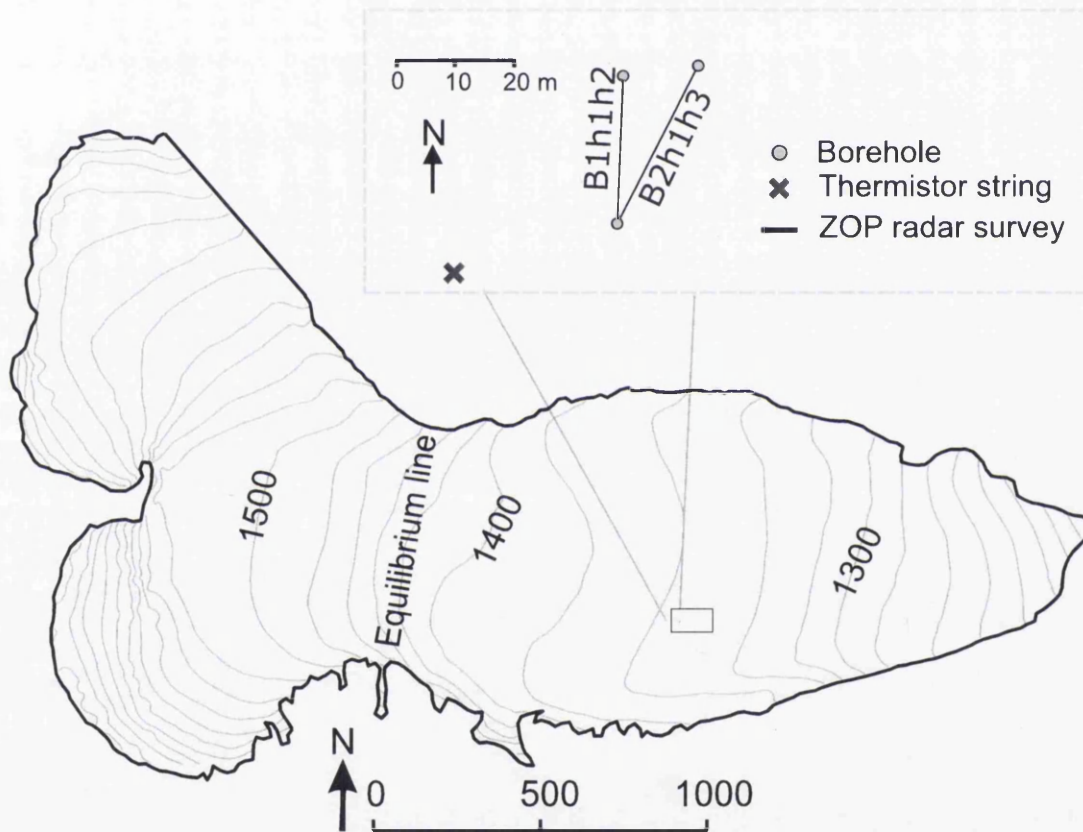 0 10 20 m
N
B1h1h2
B2h1h3
Borehole
Thermistor string
ZOP radar survey
1500
Equilibrium line
1400
1300
N
0 500 1000